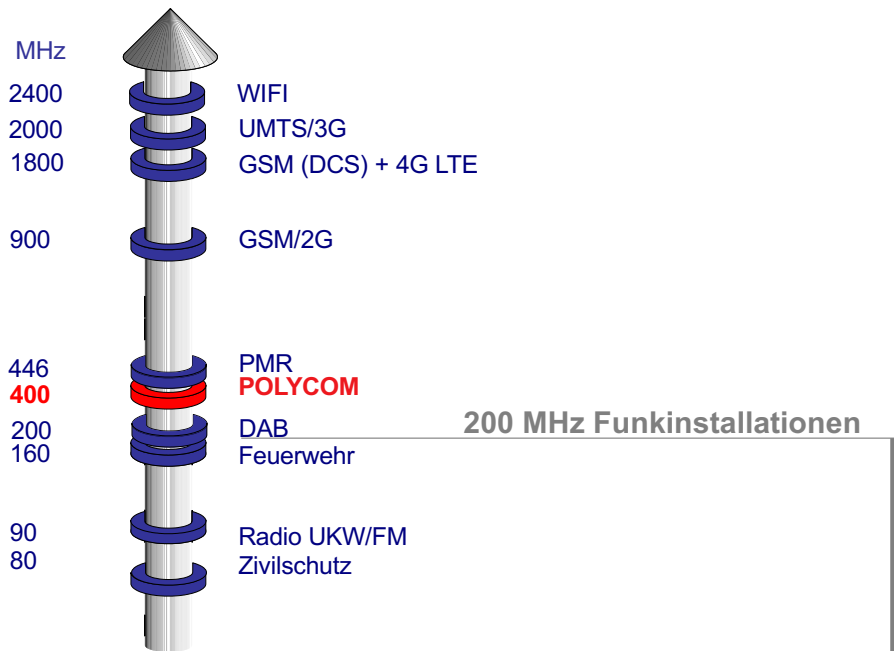 MHz
2400 WIFI
2000 UMTS/3G
1800 GSM (DCS) + 4G LTE
900 GSM/2G
446 PMR
400 POLYCOM
200 DAB
200 MHz Funkinstallationen
160 Feuerwehr
90 Radio UKW/FM
80 Zivilschutz